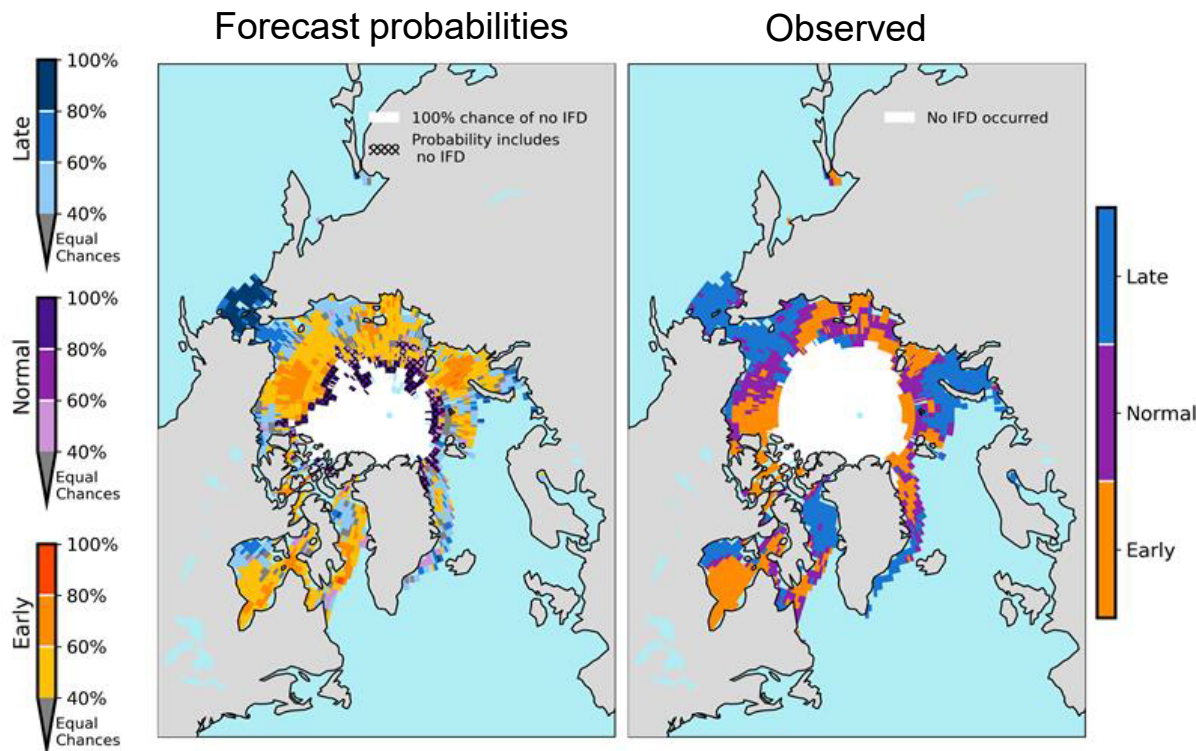 Forecast probabilities
Observed
100%
80%
60%
40%
Equal
Chances
Late
100%
80%
60%
40%
Equal
Chances
Normal
100%
80%
60%
40%
Equal
Chances
Early
100% chance of no IFD
Probability includes
no IFD
No IFD occurred
Late
Normal
Early